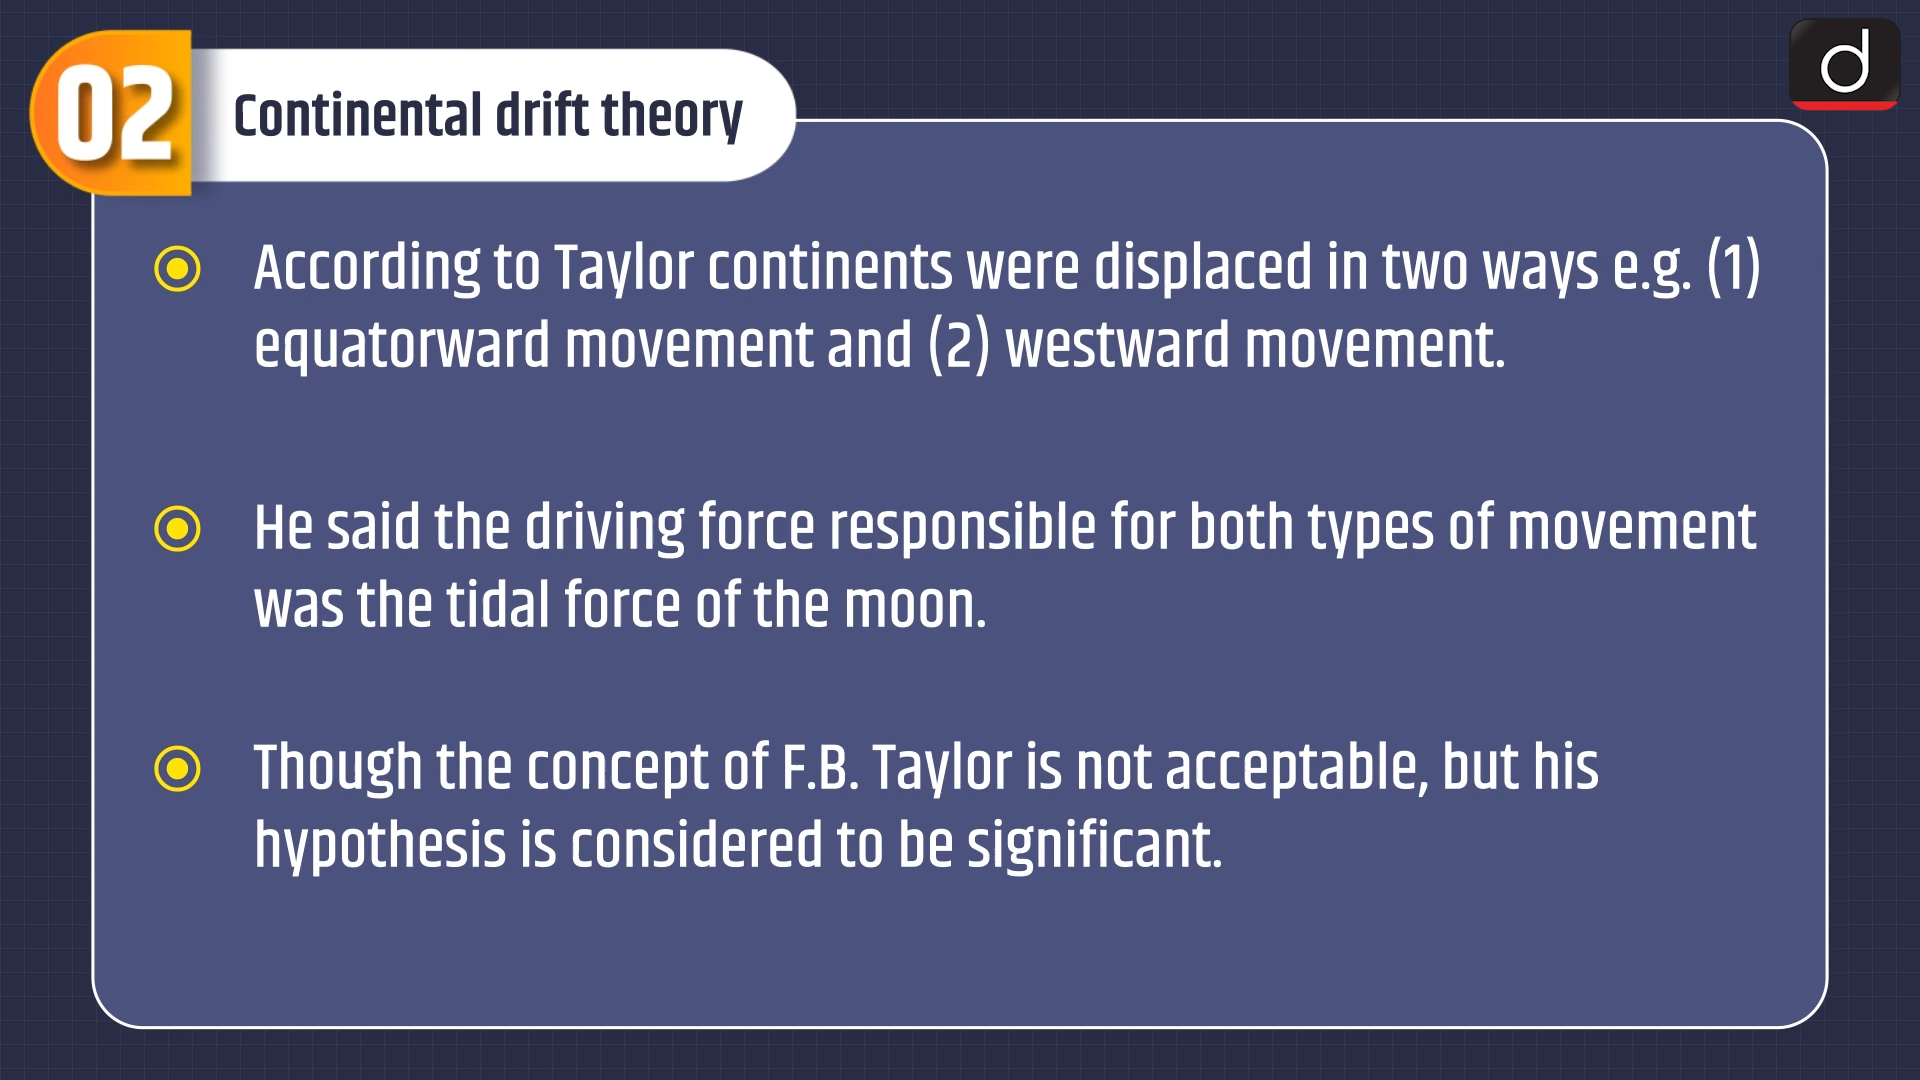 02
Continental drift theory
d
According to Taylor continents were displaced in two ways e.g. (1)
equatorward movement and (2) westward movement.
He said the driving force responsible for both types of movement
was the tidal force of the moon.
Though the concept of F.B. Taylor is not acceptable, but his
hypothesis is considered to be significant.